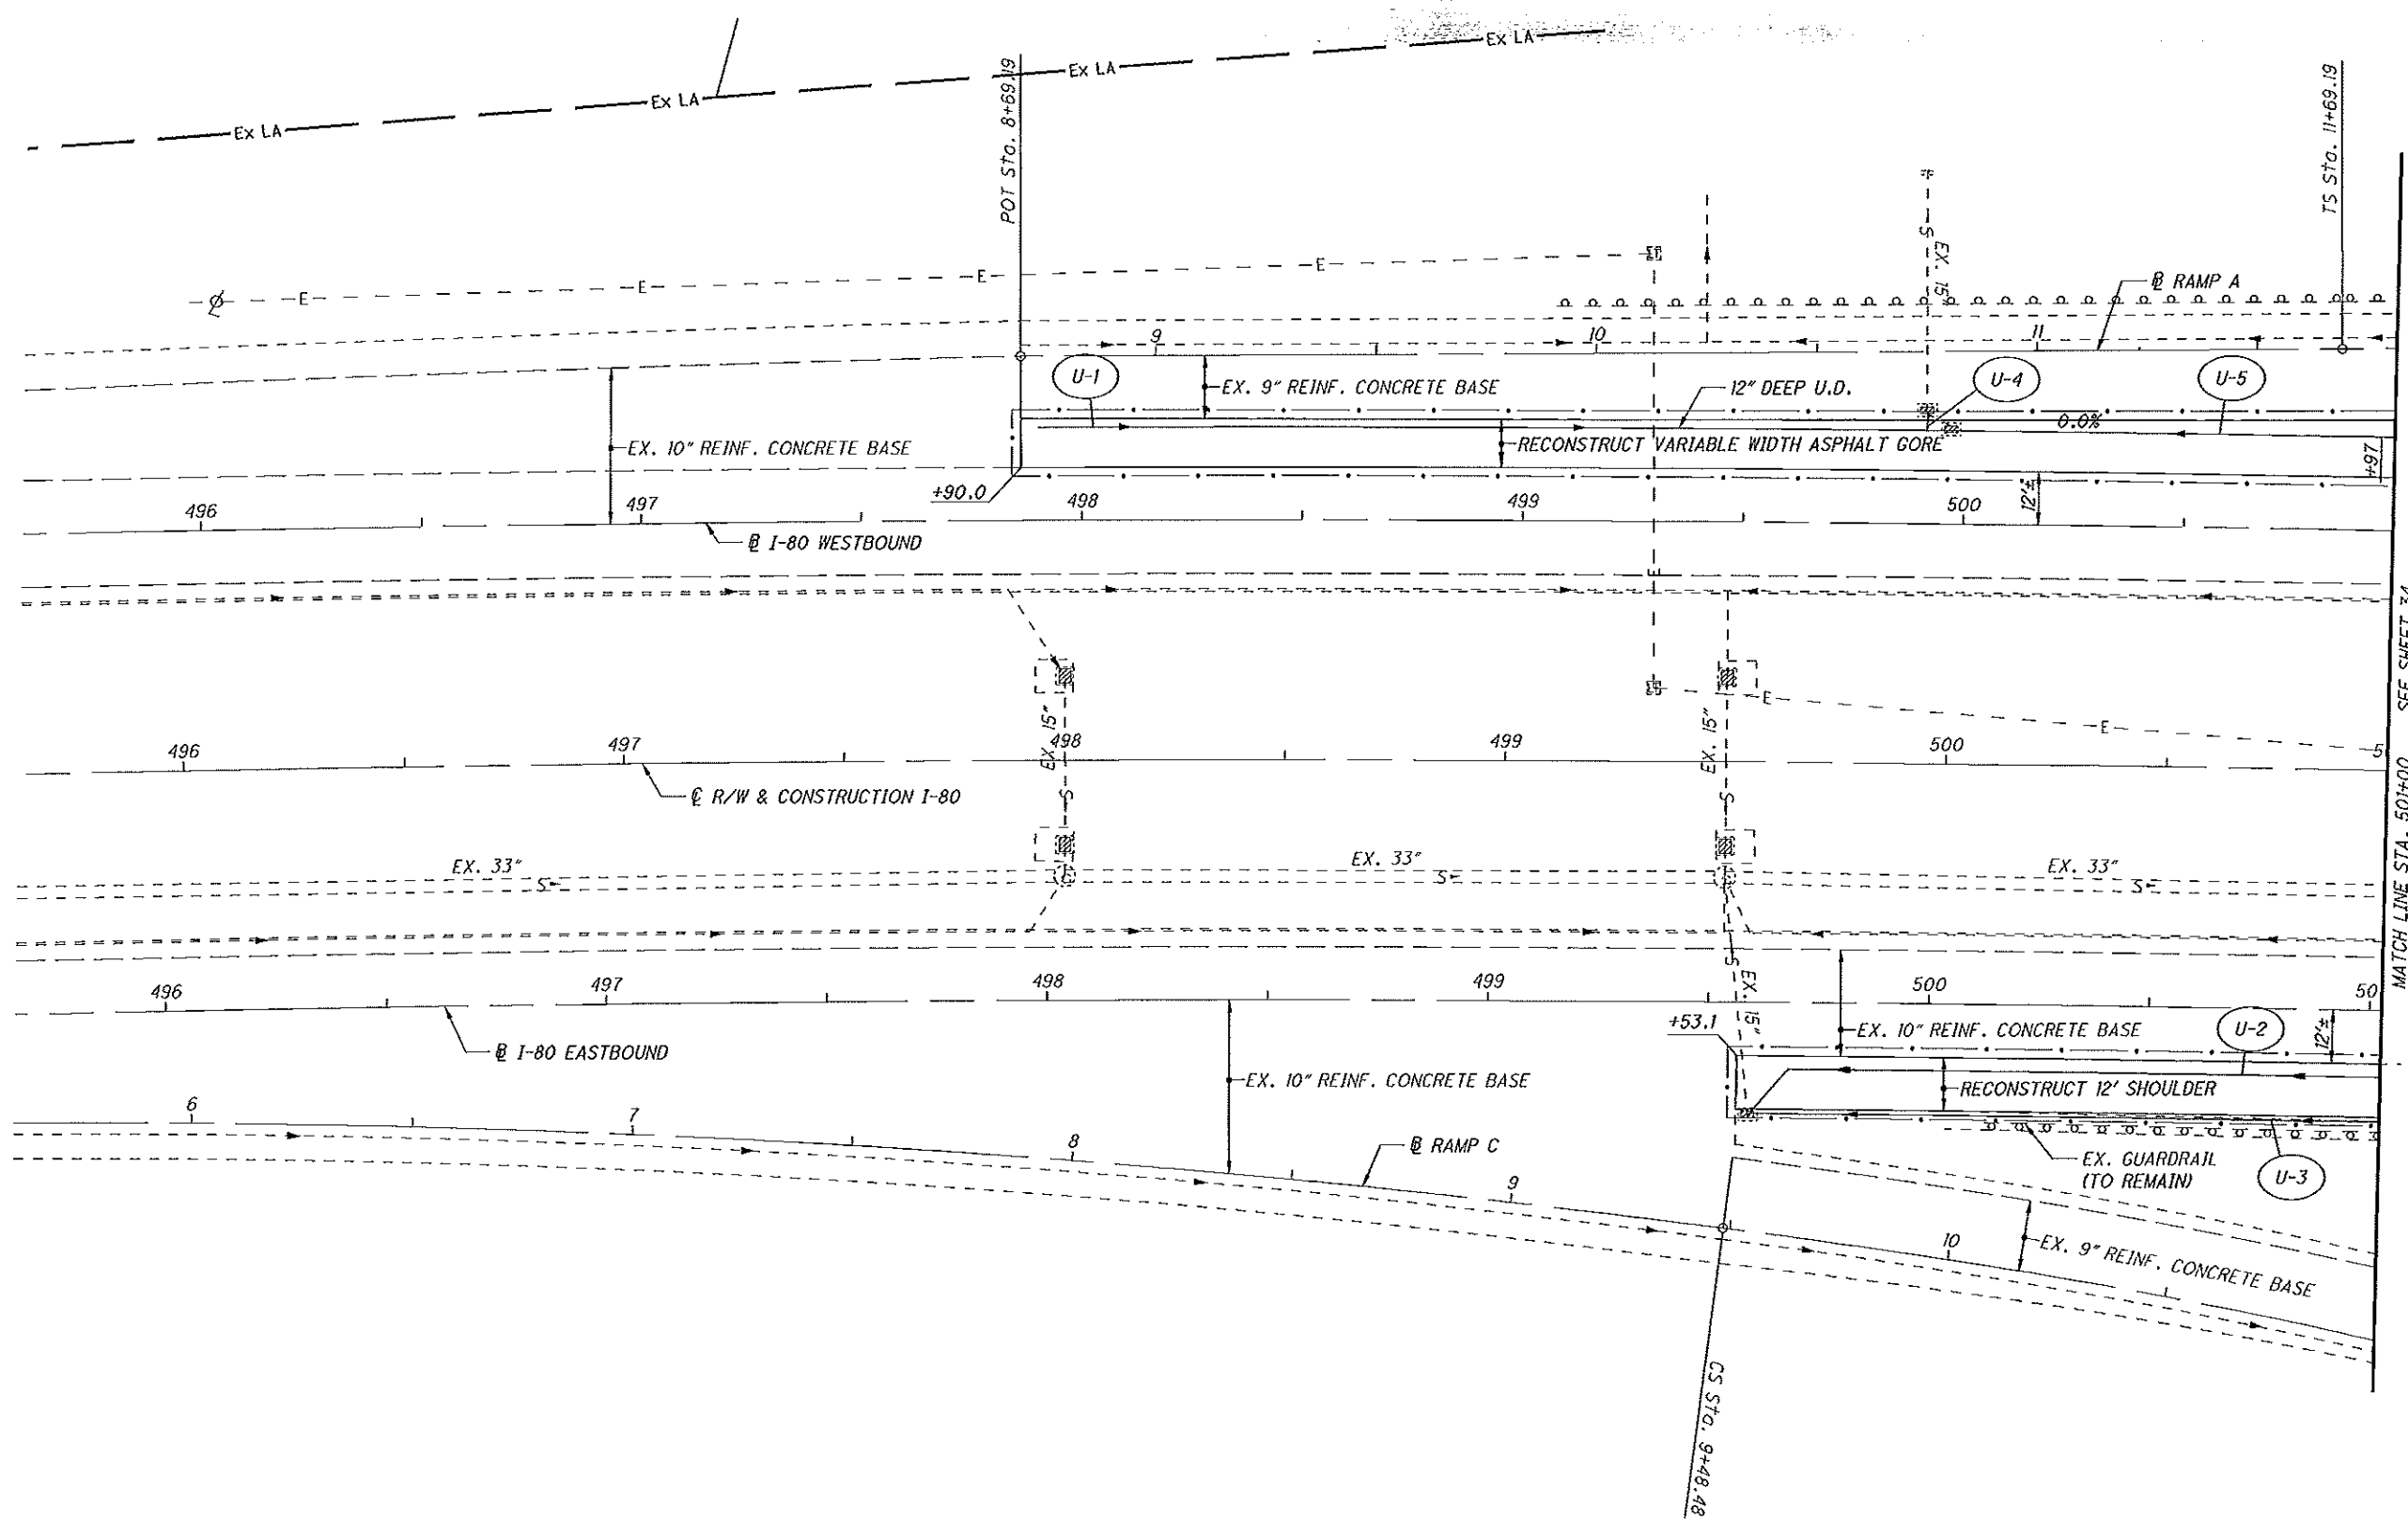 Ex LA
Ex LA
Ex LA
Ex LA
POT Sta. 8+69.19
TS Sta. 11+69.19
E
E
E
E
S
EX. 15"
℄ RAMP A
9
10
11
U-1
EX. 9" REINF. CONCRETE BASE
12" DEEP U.D.
U-4
U-5
0.0%
EX. 10" REINF. CONCRETE BASE
RECONSTRUCT VARIABLE WIDTH ASPHALT GORE
+97
+90.0
12'±
496
497
498
499
500
℄ I-80 WESTBOUND
E
E
E
EX. 15"
EX. 15"
496
497
498
499
500
5
℄ R/W & CONSTRUCTION I-80
S
S
MATCH LINE STA. 501+00 SEE SHEET 34
EX. 33"
EX. 33"
EX. 33"
S
S
S
496
497
498
499
500
50
S
EX. 15"
+53.1
℄ I-80 EASTBOUND
EX. 10" REINF. CONCRETE BASE
U-2
12'±
EX. 10" REINF. CONCRETE BASE
RECONSTRUCT 12' SHOULDER
6
7
8
9
10
℄ RAMP C
EX. GUARDRAIL
(TO REMAIN)
U-3
EX. 9" REINF. CONCRETE BASE
CS Sta. 9+48.48